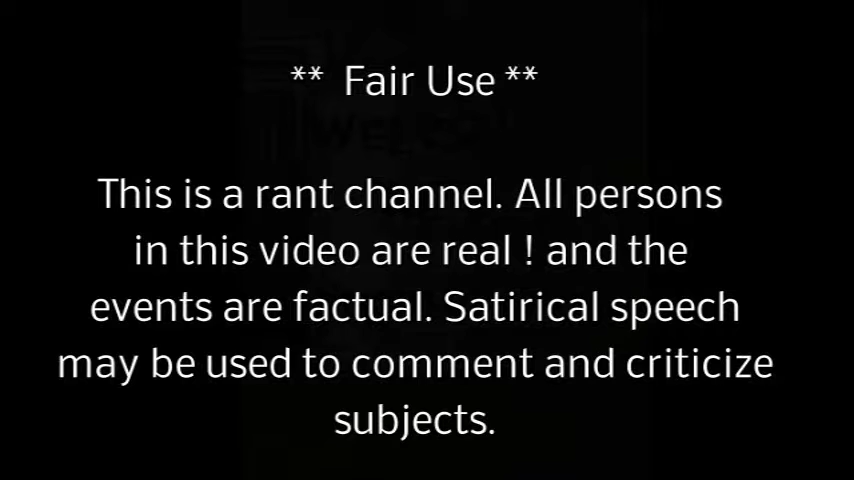 ** Fair Use **
This is a rant channel. All persons
in this video are real ! and the
events are factual. Satirical speech
may be used to comment and criticize
subjects.